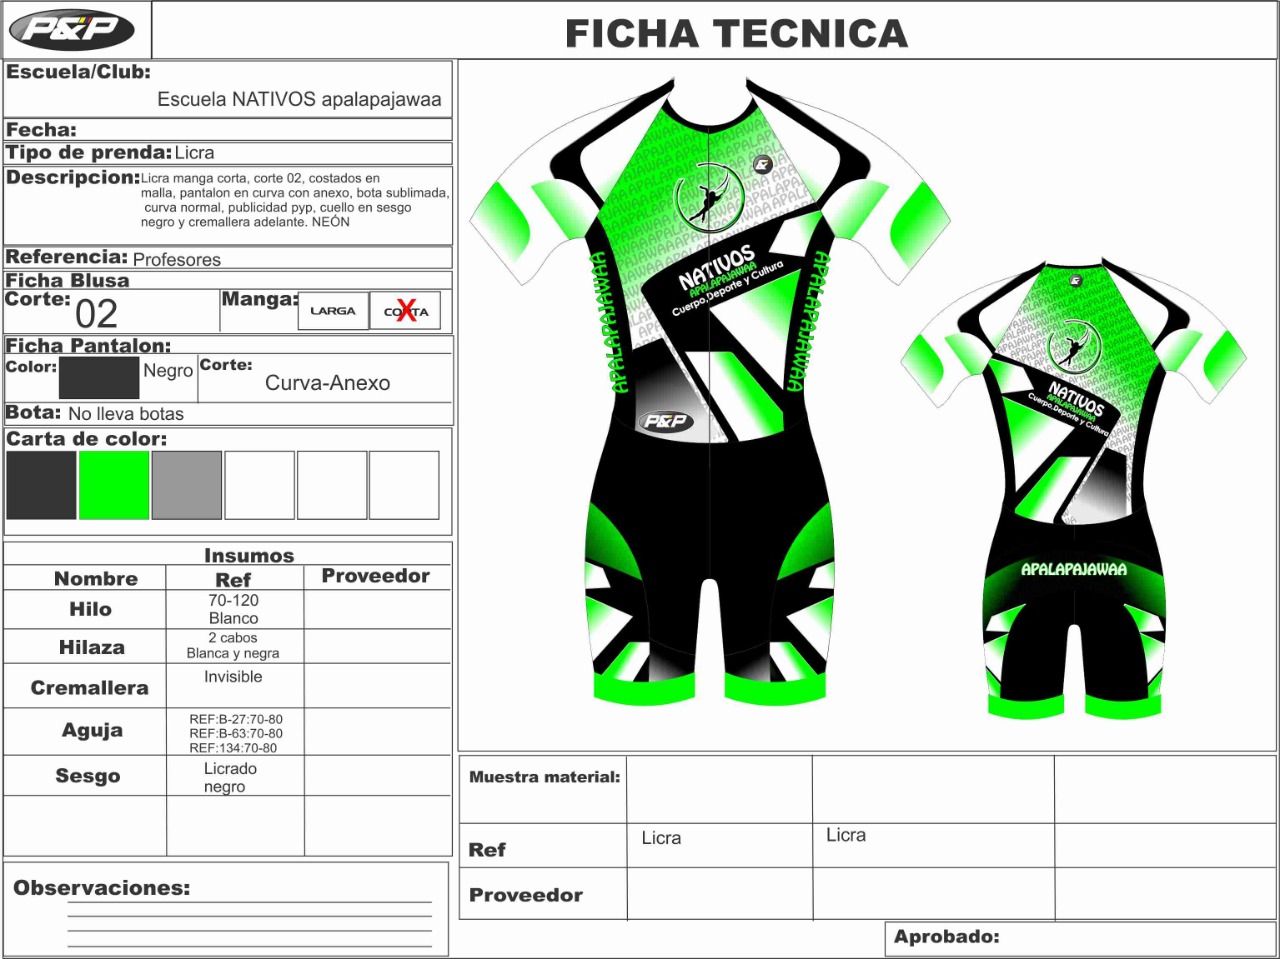 P&P
FICHA TECNICA
Escuela/Club:
Escuela NATIVOS apalapajawaa
Fecha:
Tipo de prenda: Licra
Descripcion: Licra manga corta, corte 02, costados en
malla, pantalon en curva con anexo, bota sublimada,
curva normal, publicidad pyp, cuello en sesgo
negro y cremallera adelante. NEÓN
Referencia: Profesores
Ficha Blusa
Corte: 02 Manga: LARGA CORTA
X
Ficha Pantalon:
Color: Negro Corte: Curva-Anexo
Bota: No lleva botas
Carta de color:
Insumos
Nombre Ref Proveedor
Hilo 70-120
Blanco
Hilaza 2 cabos
Blanca y negra
Cremallera Invisible
Aguja REF:B-27:70-80
REF:B-63:70-80
REF:134:70-80
Sesgo Licrado
negro
Observaciones:
&
NATIVOS
APALAPAJAWAA
Cuerpo,Deporte y Cultura
APALAPAJAWAA
APALAPAJAWAA
P&P
&
NATIVOS
APALAPAJAWAA
Cuerpo,Deporte y Cultura
APALAPAJAWAA
Muestra material:
Ref Licra Licra
Proveedor
Aprobado: